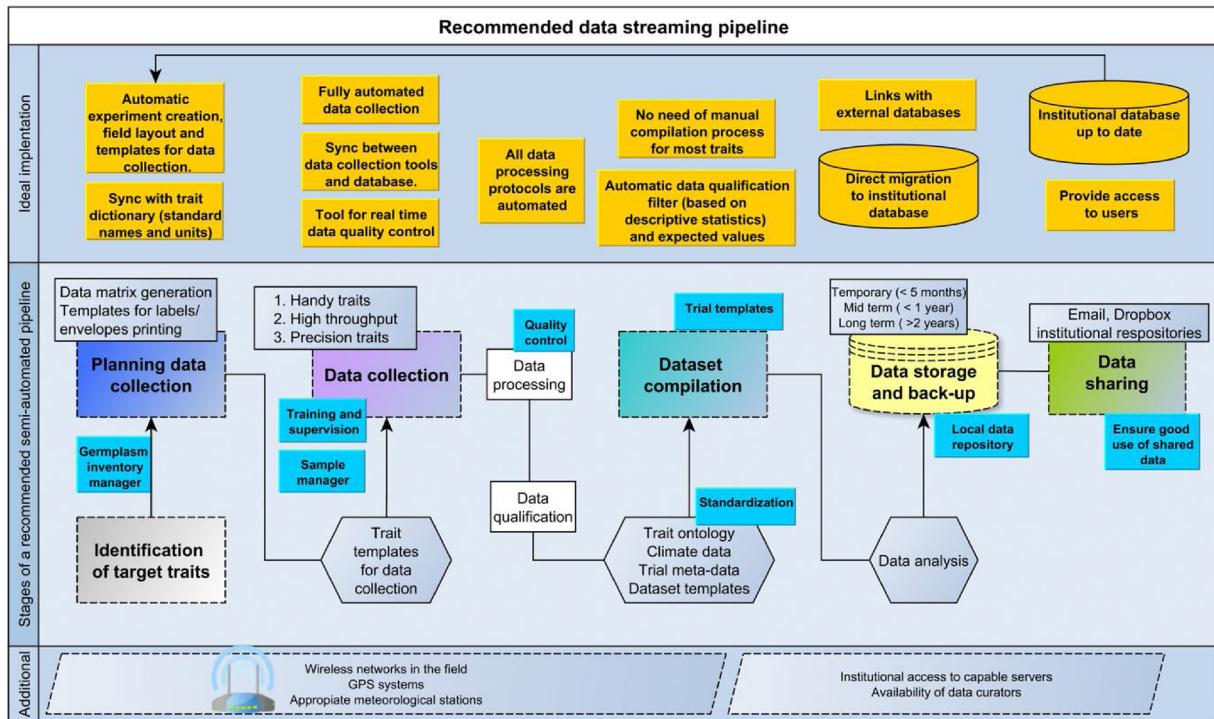 Recommended data streaming pipeline
Ideal implentation
Automatic
experiment creation,
field layout and
templates for data
collection.
Sync with trait
dictionary (standard
names and units)
Fully automated
data collection
Sync between
data collection tools
and database.
Tool for real time
data quality control
All data
processing
protocols are
automated
No need of manual
compilation process
for most traits
Automatic data qualification
filter (based on
descriptive statistics)
and expected values
Links with
external databases
Direct migration
to institutional
database
Institutional database
up to date
Provide access
to users
Stages of a recommended semi-automated pipeline
Data matrix generation
Templates for labels/
envelopes printing
Planning data
collection
Germplasm
inventory
manager
Identification
of target traits
1. Handy traits
2. High throughput
3. Precision traits
Data collection
Training and
supervision
Sample
manager
Trait
templates
for data
collection
Quality
control
Data
processing
Data
qualification
Trial templates
Dataset
compilation
Standardization
Trait ontology
Climate data
Trial meta-data
Dataset templates
Temporary (< 5 months)
Mid term ( < 1 year)
Long term ( >2 years)
Data storage
and back-up
Local data
repository
Data analysis
Email, Dropbox
institutional respositories
Data
sharing
Ensure good
use of shared
data
Additional
Wireless networks in the field
GPS systems
Appropiate meteorological stations
Institutional access to capable servers
Availability of data curators